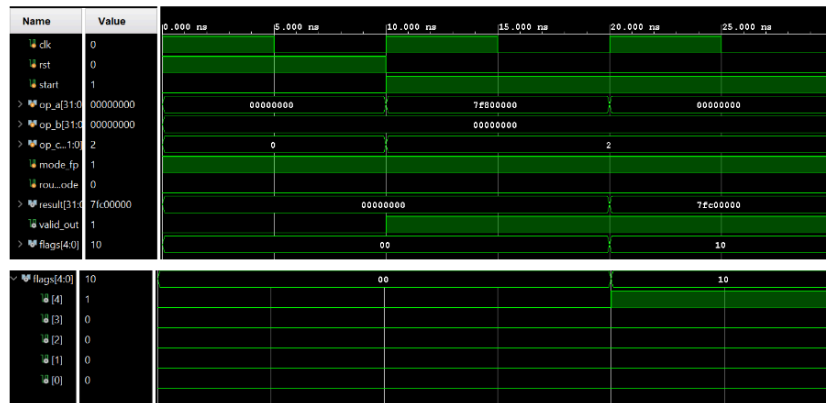 Name Value 0.000 ns 5.000 ns 10.000 ns 15.000 ns 20.000 ns 25.000 ns
clk 0
rst 0
start 1
op_a[31:0 00000000 00000000 7f800000 00000000
op_b[31:0 00000000 00000000
op_c...1:0] 2 0 2
mode_fp 1
rou...ode 0
result[31:0 7fc00000 00000000 7fc00000
valid_out 1
flags[4:0] 10 00 10
flags[4:0] 10 00 10
[4] 1
[3] 0
[2] 0
[1] 0
[0] 0